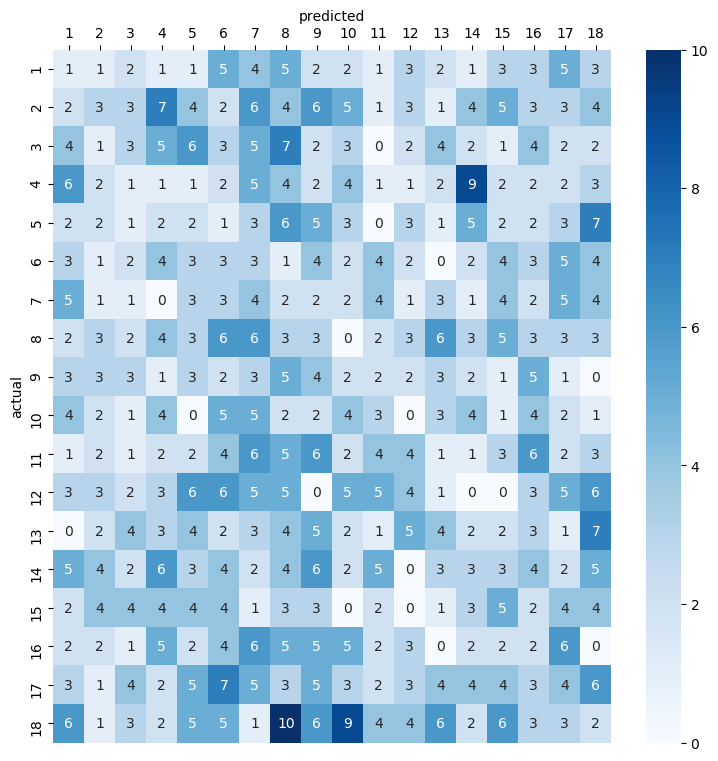 predicted
1 2 3 4 5 6 7 8 9 10 11 12 13 14 15 16 17 18
1 1 1 2 1 1 5 4 5 2 2 1 3 2 1 3 3 5 3
2 2 3 3 7 4 2 6 4 6 5 1 3 1 4 5 3 3 4
3 4 1 3 5 6 3 5 7 2 3 0 2 4 2 1 4 2 2
4 6 2 1 1 1 2 5 4 2 4 1 1 2 9 2 2 2 3
5 2 2 1 2 2 1 3 6 5 3 0 3 1 5 2 2 3 7
6 3 1 2 4 3 3 3 1 4 2 4 2 0 2 4 3 5 4
7 5 1 1 0 3 3 4 2 2 2 4 1 3 1 4 2 5 4
8 2 3 2 4 3 6 6 3 3 0 2 3 6 3 5 3 3 3
9 3 3 3 1 3 2 3 5 4 2 2 2 3 2 1 5 1 0
10 4 2 1 4 0 5 5 2 2 4 3 0 3 4 1 4 2 1
11 1 2 1 2 2 4 6 5 6 2 4 4 1 1 3 6 2 3
12 3 3 2 3 6 6 5 5 0 5 5 4 1 0 0 3 5 6
13 0 2 4 3 4 2 3 4 5 2 1 5 4 2 2 3 1 7
14 5 4 2 6 3 4 2 4 6 2 5 0 3 3 3 4 2 5
15 2 4 4 4 4 4 1 3 3 0 2 0 1 3 5 2 4 4
16 2 2 1 5 2 4 6 5 5 5 2 3 0 2 2 2 6 0
17 3 1 4 2 5 7 5 3 5 3 2 3 4 4 4 3 4 6
18 6 1 3 2 5 5 1 10 6 9 4 4 6 2 6 3 3 2
actual
10
8
6
4
2
0